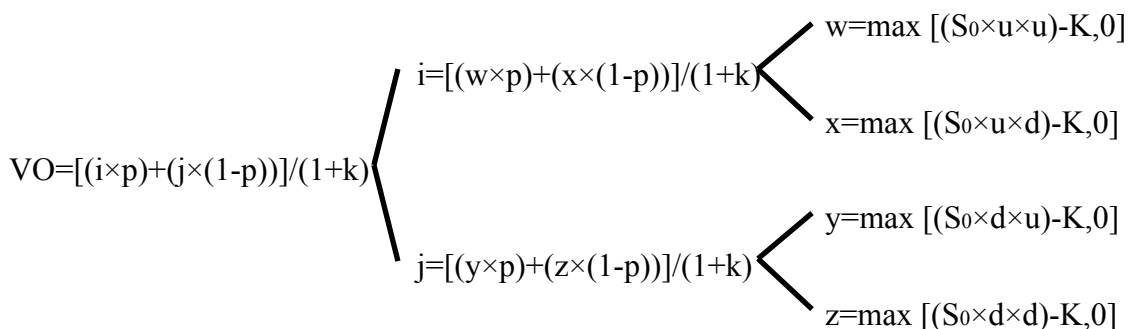 w=max [(S₀×u×u)-K,0]
i=[(w×p)+(x×(1-p))]/(1+k)
x=max [(S₀×u×d)-K,0]
VO=[(i×p)+(j×(1-p))]/(1+k)
y=max [(S₀×d×u)-K,0]
j=[(y×p)+(z×(1-p))]/(1+k)
z=max [(S₀×d×d)-K,0]